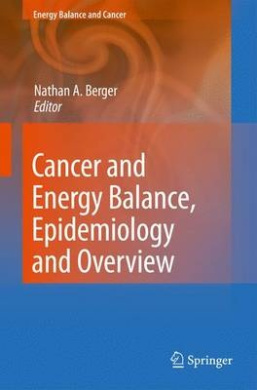 Energy Balance and Cancer
Nathan A. Berger
Editor
Cancer and
Energy Balance,
Epidemiology
and Overview
Springer